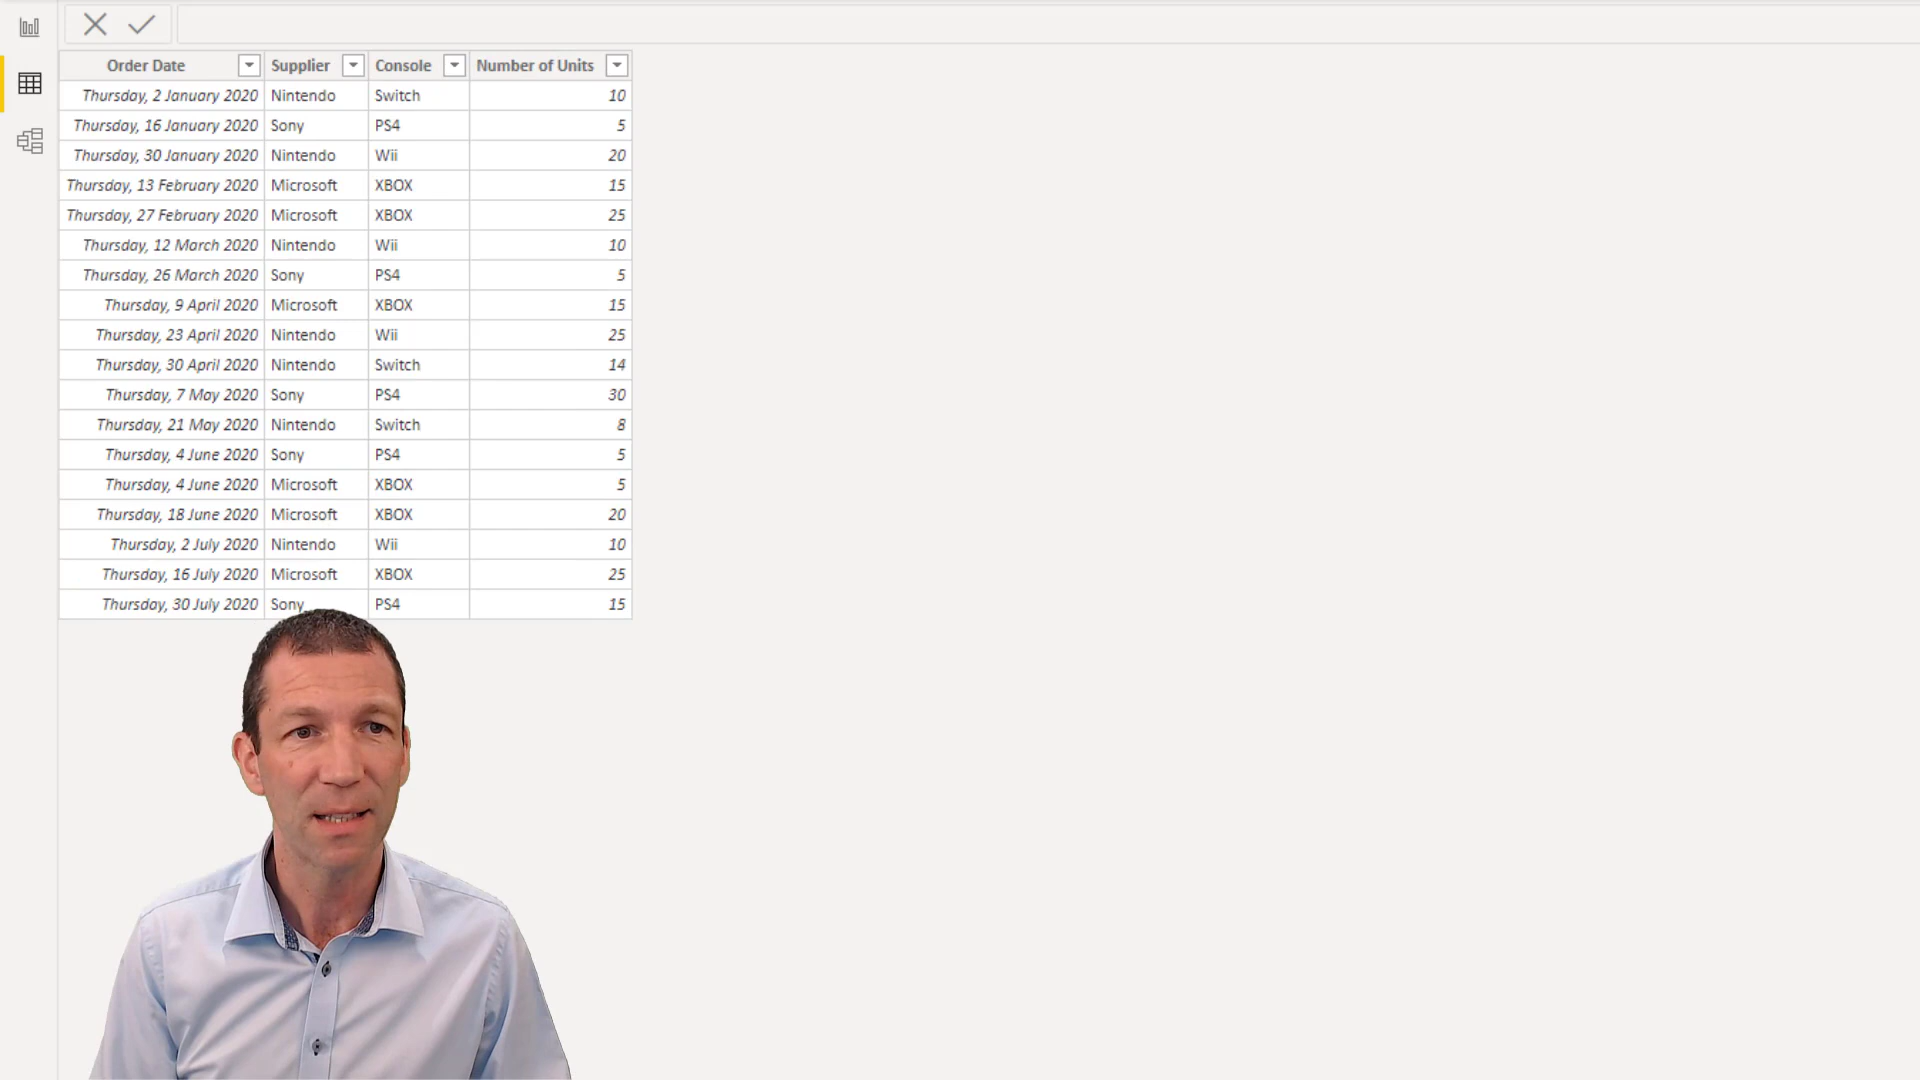 Order Date Supplier Console Number of Units
Thursday, 2 January 2020 Nintendo Switch 10
Thursday, 16 January 2020 Sony PS4 5
Thursday, 30 January 2020 Nintendo Wii 20
Thursday, 13 February 2020 Microsoft XBOX 15
Thursday, 27 February 2020 Microsoft XBOX 25
Thursday, 12 March 2020 Nintendo Wii 10
Thursday, 26 March 2020 Sony PS4 5
Thursday, 9 April 2020 Microsoft XBOX 15
Thursday, 23 April 2020 Nintendo Wii 25
Thursday, 30 April 2020 Nintendo Switch 14
Thursday, 7 May 2020 Sony PS4 30
Thursday, 21 May 2020 Nintendo Switch 8
Thursday, 4 June 2020 Sony PS4 5
Thursday, 4 June 2020 Microsoft XBOX 5
Thursday, 18 June 2020 Microsoft XBOX 20
Thursday, 2 July 2020 Nintendo Wii 10
Thursday, 16 July 2020 Microsoft XBOX 25
Thursday, 30 July 2020 Sony PS4 15